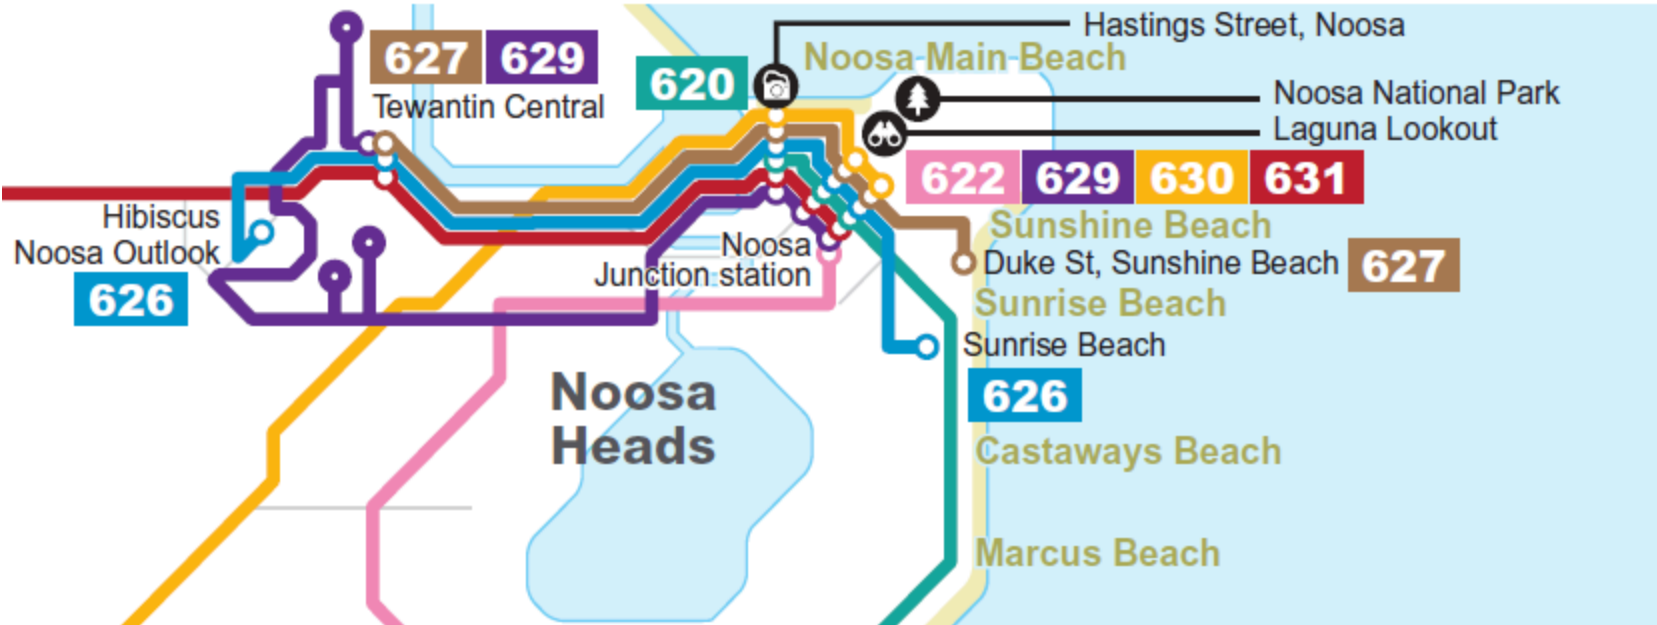 Hastings Street, Noosa
627 629
620
Noosa Main Beach
Tewantin Central
Noosa National Park
Laguna Lookout
622 629 630 631
Hibiscus
Noosa Outlook
626
Noosa
Junction station
Sunshine Beach
Duke St, Sunshine Beach 627
Sunrise Beach
Sunrise Beach
626
Noosa
Heads
Castaways Beach
Marcus Beach